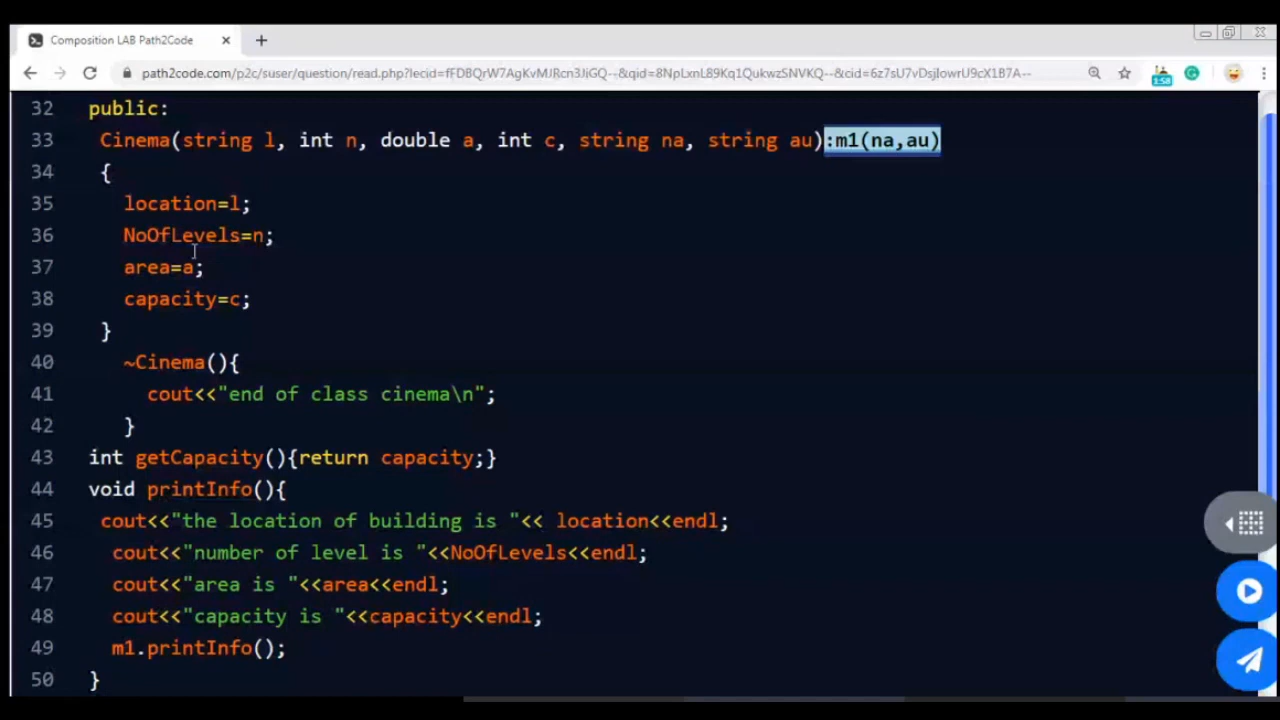 Composition LAB Path2Code
path2code.com/p2c/suser/question/read.php?lecid=fFDBQrW7AgKvMJRcn3JiGQ--&qid=8NpLxnL89Kq1QukwzSNVKQ--&cid=6z7sU7vDsjlowrU9cX1B7A--
1:58
32 public:
33 Cinema(string l, int n, double a, int c, string na, string au):m1(na,au)
34 {
35 location=l;
36 NoOfLevels=n;
37 area=a;
38 capacity=c;
39 }
40 ~Cinema(){
41 cout<<"end of class cinema\n";
42 }
43 int getCapacity(){return capacity;}
44 void printInfo(){
45 cout<<"the location of building is "<< location<<endl;
46 cout<<"number of level is "<<NoOfLevels<<endl;
47 cout<<"area is "<<area<<endl;
48 cout<<"capacity is "<<capacity<<endl;
49 m1.printInfo();
50 }